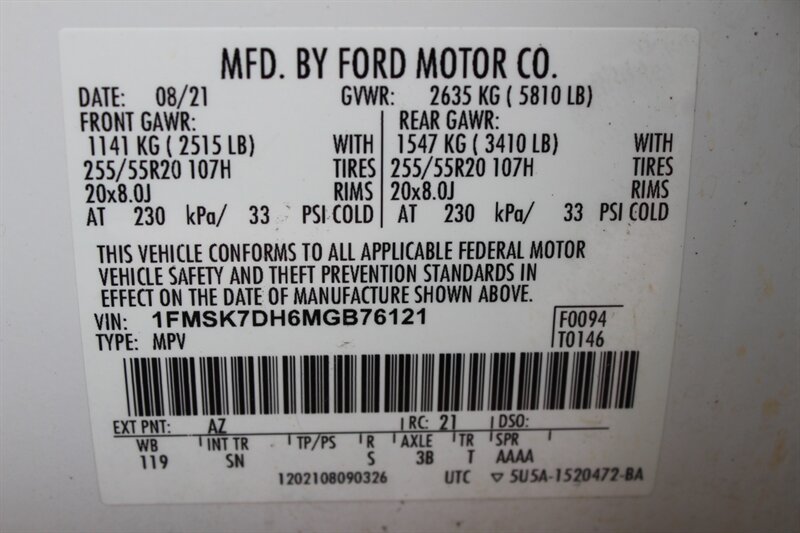 MFD. BY FORD MOTOR CO.
DATE: 08/21 GVWR: 2635 KG ( 5810 LB)
FRONT GAWR: REAR GAWR:
1141 KG ( 2515 LB) WITH 1547 KG ( 3410 LB) WITH
255/55R20 107H TIRES 255/55R20 107H TIRES
20x8.0J RIMS 20x8.0J RIMS
AT 230 kPa/ 33 PSI COLD AT 230 kPa/ 33 PSI COLD
THIS VEHICLE CONFORMS TO ALL APPLICABLE FEDERAL MOTOR
VEHICLE SAFETY AND THEFT PREVENTION STANDARDS IN
EFFECT ON THE DATE OF MANUFACTURE SHOWN ABOVE.
VIN: 1FMSK7DH6MGB76121 F0094
TYPE: MPV T0146
EXT PNT: AZ RC: 21 DSO:
WB INT TR TP/PS R AXLE TR SPR
119 SN S 3B T AAAA
1202108090326 UTC ▽ 5U5A-1520472-BA